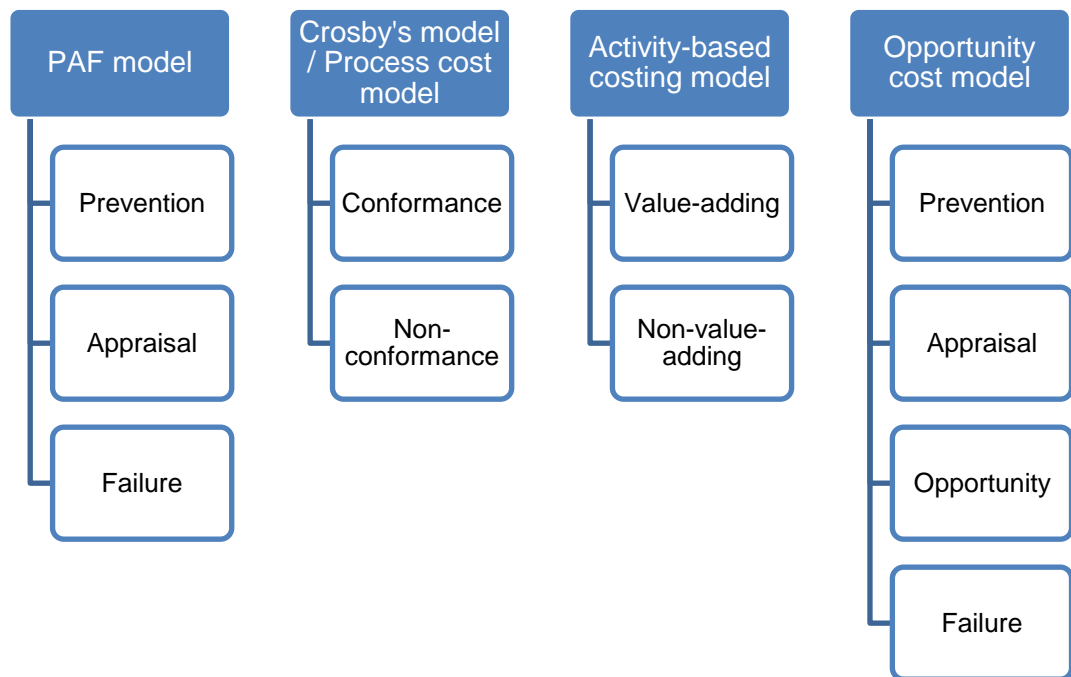 PAF model
Prevention
Appraisal
Failure
Crosby's model
/ Process cost
model
Conformance
Non-
conformance
Activity-based
costing model
Value-adding
Non-value-
adding
Opportunity
cost model
Prevention
Appraisal
Opportunity
Failure